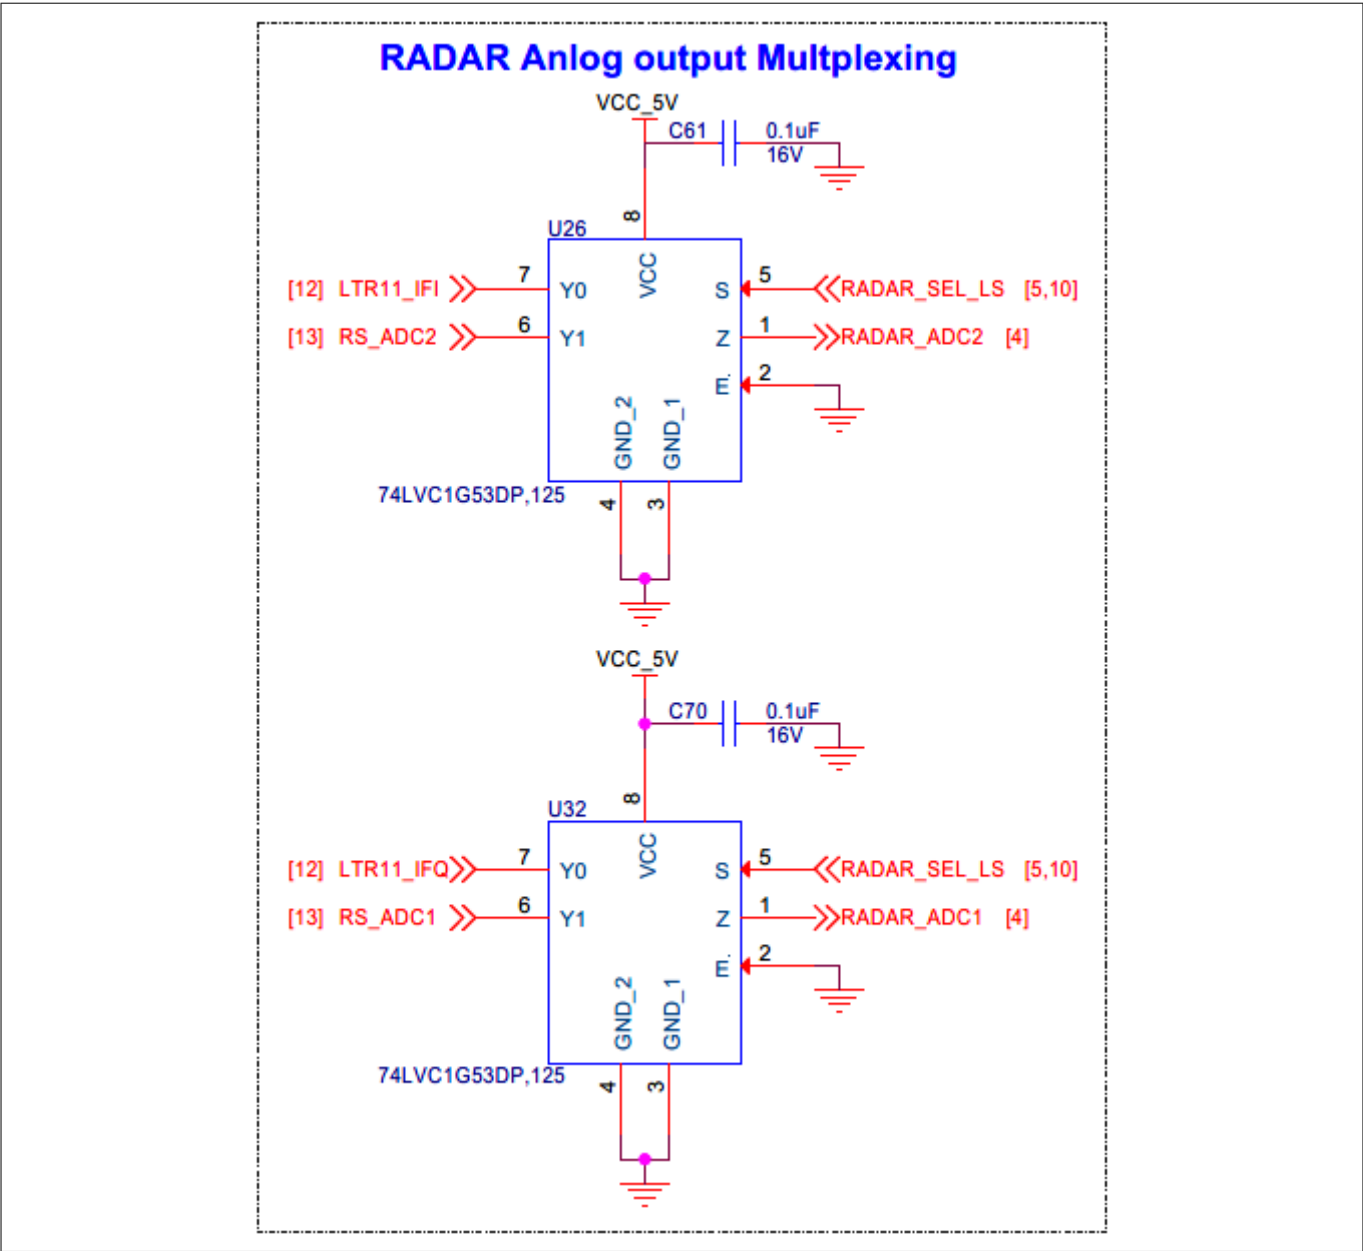 RADAR Anlog output Multplexing
VCC_5V
C61 0.1uF
16V
8
U26
[12] LTR11_IFI 7 Y0 VCC S 5 RADAR_SEL_LS [5,10]
[13] RS_ADC2 6 Y1 Z 1 RADAR_ADC2 [4]
E 2
GND_2 GND_1
74LVC1G53DP,125
4 3
VCC_5V
C70 0.1uF
16V
8
U32
[12] LTR11_IFQ 7 Y0 VCC S 5 RADAR_SEL_LS [5,10]
[13] RS_ADC1 6 Y1 Z 1 RADAR_ADC1 [4]
E 2
GND_2 GND_1
74LVC1G53DP,125
4 3